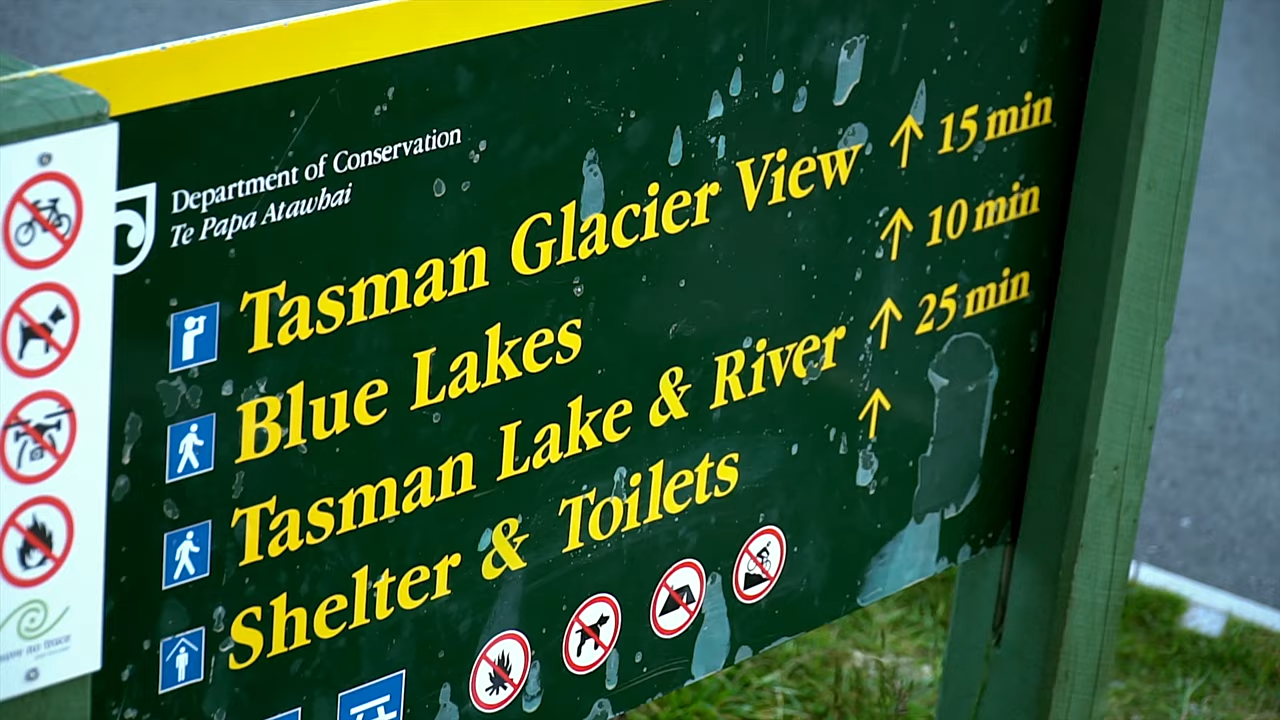 Department of Conservation
Te Papa Atawhai
Tasman Glacier View ↑ 15 min
Blue Lakes ↑ 10 min
Tasman Lake & River ↑ 25 min
Shelter & Toilets ↑